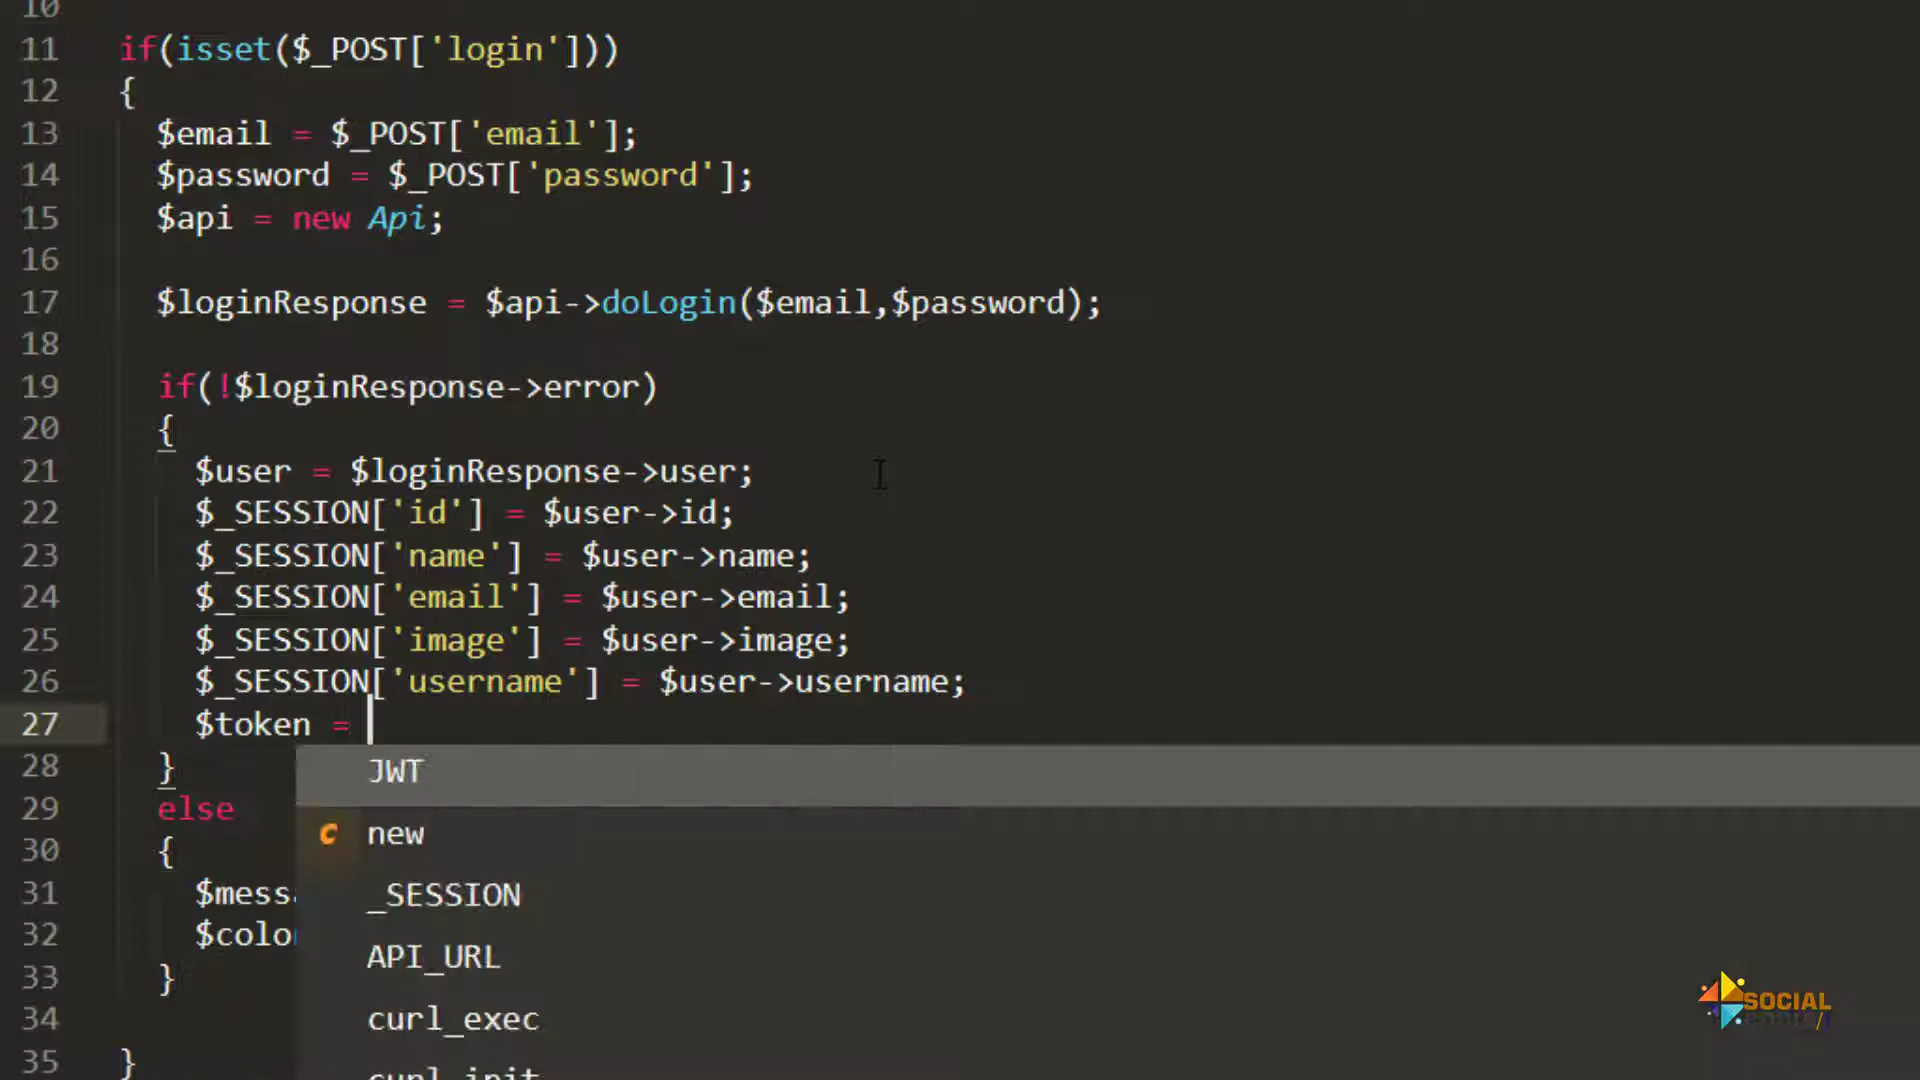 10
11 if(isset($_POST['login']))
12 {
13 $email = $_POST['email'];
14 $password = $_POST['password'];
15 $api = new Api;
16
17 $loginResponse = $api->doLogin($email,$password);
18
19 if(!$loginResponse->error)
20 {
21 $user = $loginResponse->user;
22 $_SESSION['id'] = $user->id;
23 $_SESSION['name'] = $user->name;
24 $_SESSION['email'] = $user->email;
25 $_SESSION['image'] = $user->image;
26 $_SESSION['username'] = $user->username;
27 $token =
28 }
JWT
29 else
new
30 {
_SESSION
31 $mess
32 $colo
API_URL
33 }
34
curl_exec
35 }
curl_init
SOCIAL